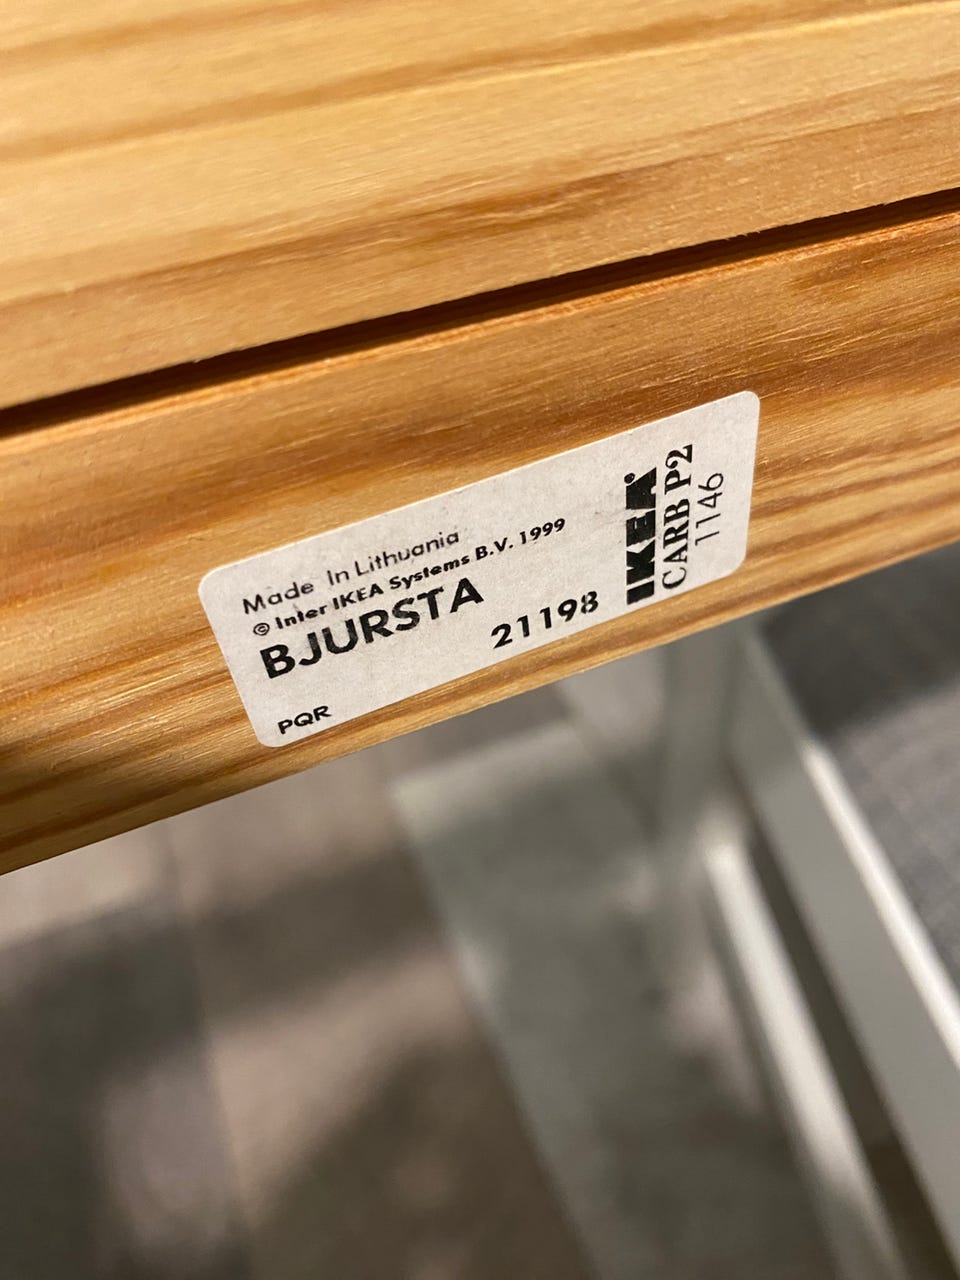 Made In Lithuania
© Inter IKEA Systems B.V. 1999
BJURSTA
21198
PQR
IKEA®
CARB P2
1146